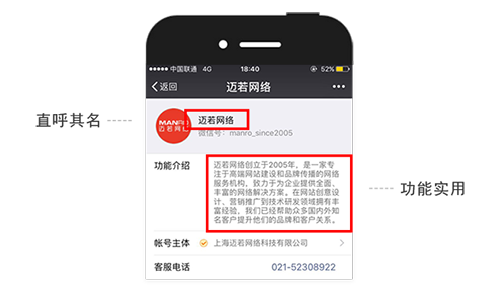 中国联通 4G 18:40 52%
返回 迈若网络
直呼其名
MANRO
迈若网络
迈若网络
微信号: manro_since2005
功能介绍
迈若网络创立于2005年，是一家专
注于高端网站建设和品牌传播的网络
服务机构，致力于为企业提供全面、
丰富的网络解决方案。在网站创意设
计、营销推广到技术研发领域拥有丰
富经验，我们已经帮助众多国内外知
名客户提升他们的品牌和客户关系。
功能实用
帐号主体 上海迈若网络科技有限公司
客服电话 021-52308922